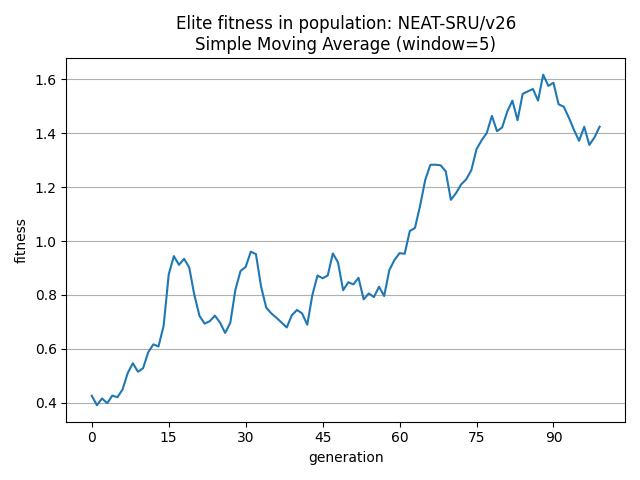 Elite fitness in population: NEAT-SRU/v26
Simple Moving Average (window=5)
fitness
1.6
1.4
1.2
1.0
0.8
0.6
0.4
0 15 30 45 60 75 90
generation